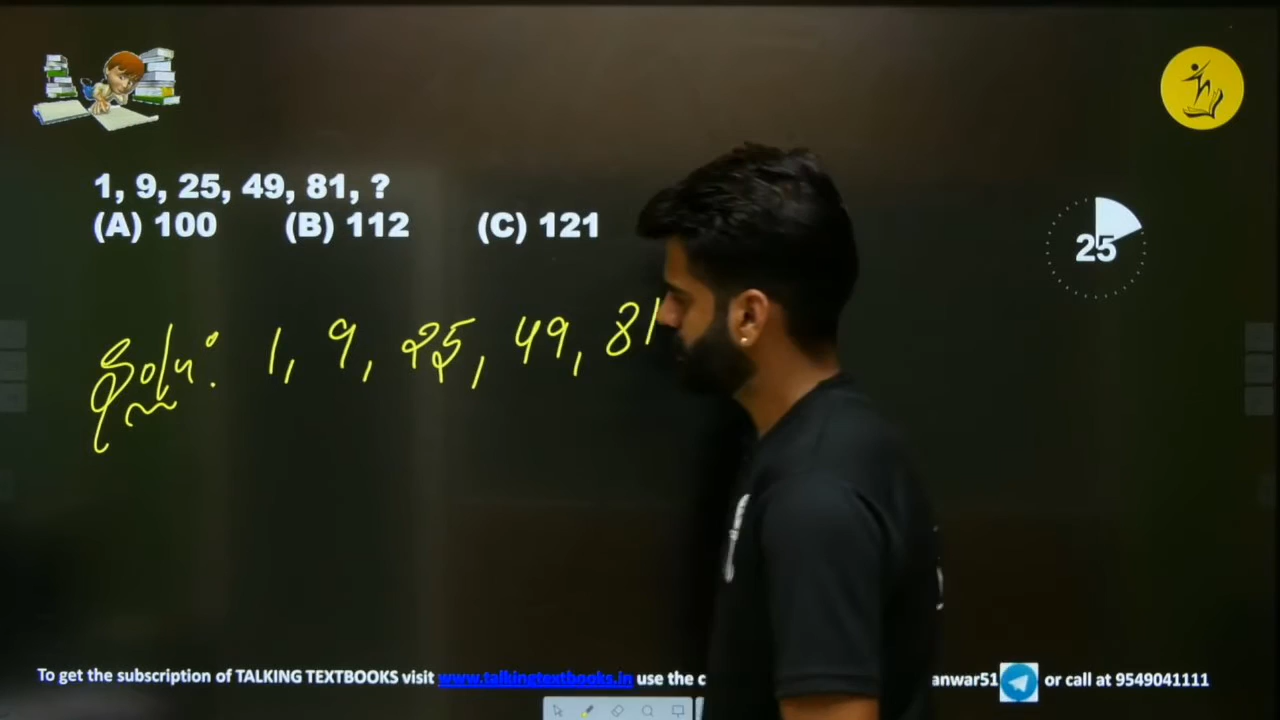 1, 9, 25, 49, 81, ?
(A) 100 (B) 112 (C) 121
25
Soln: 1, 9, 25, 49, 81
To get the subscription of TALKING TEXTBOOKS visit www.talkingtextbooks.in use the c
anwar51 or call at 9549041111